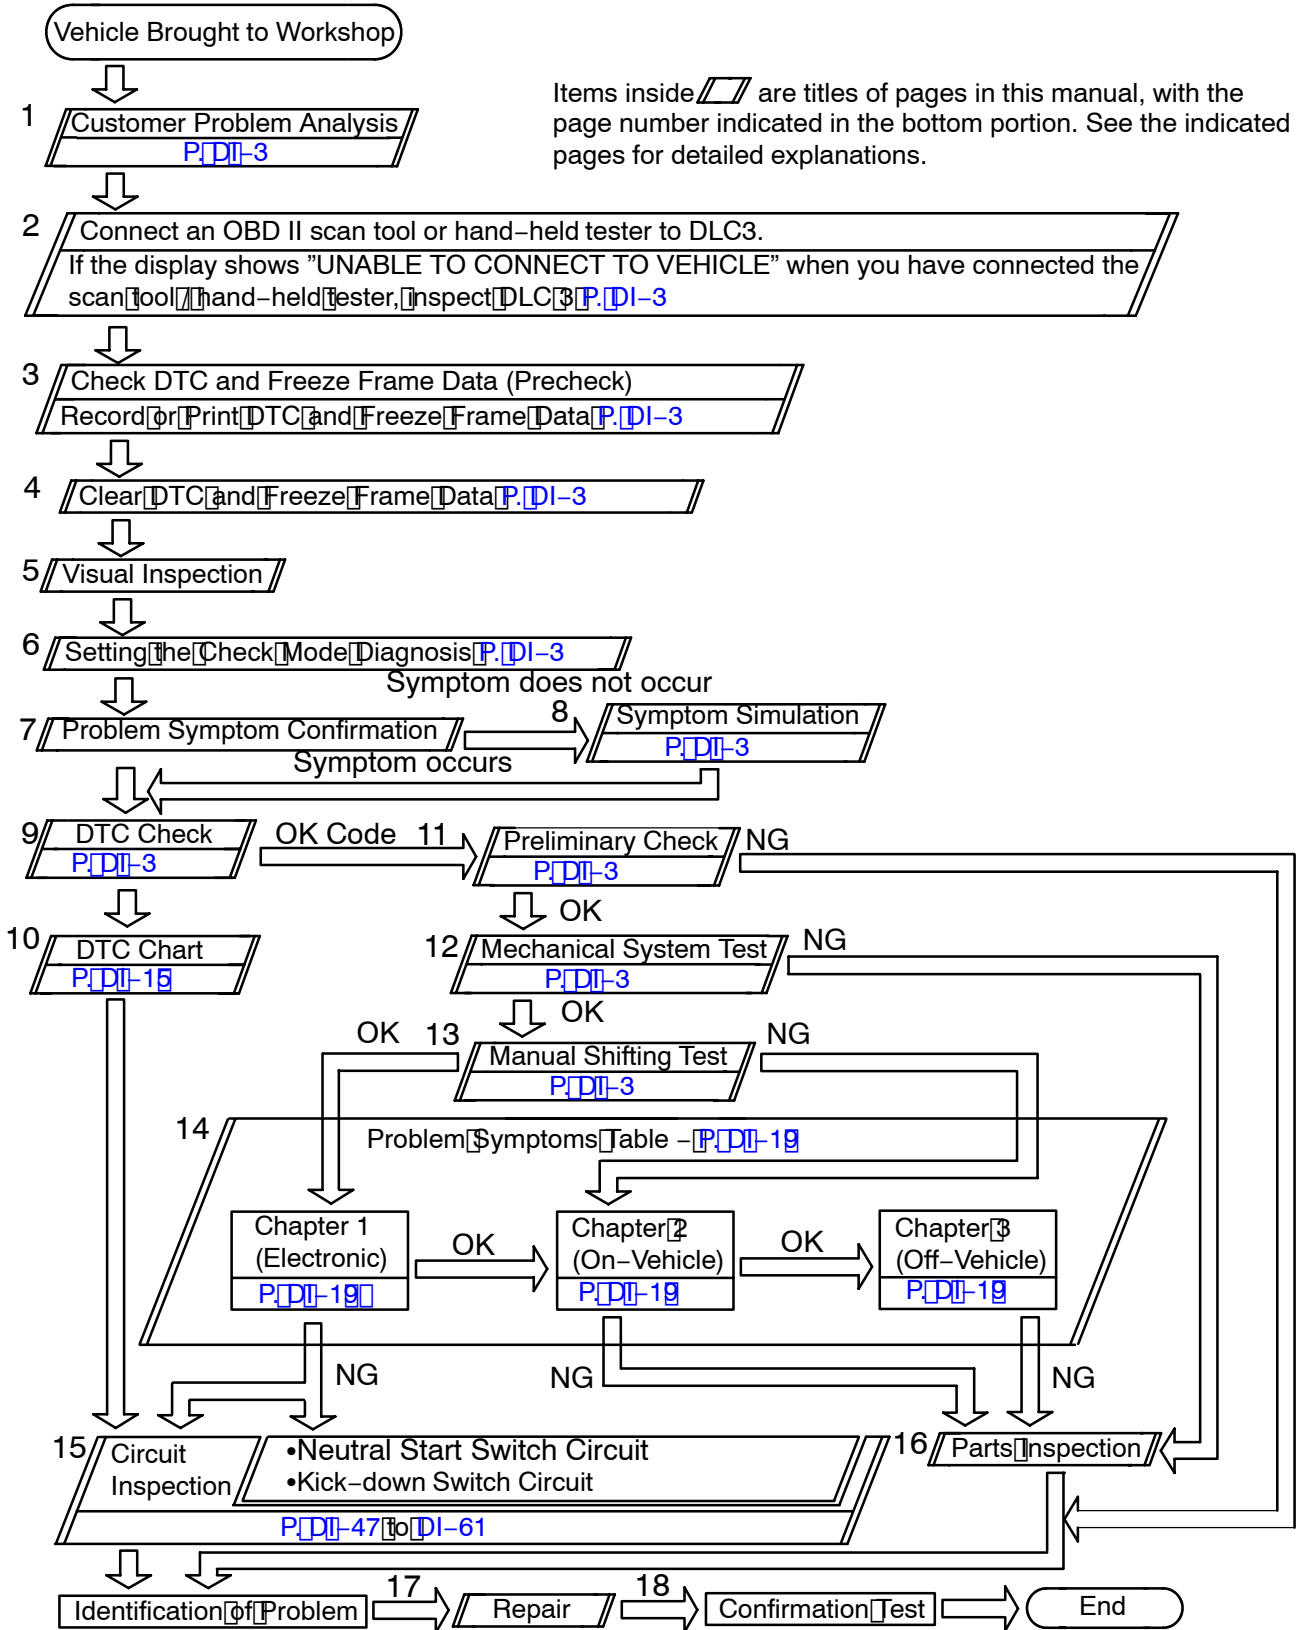 Vehicle Brought to Workshop
Items inside are titles of pages in this manual, with the
page number indicated in the bottom portion. See the indicated
pages for detailed explanations.
1
Customer Problem Analysis
P. DI–3
2
Connect an OBD II scan tool or hand–held tester to DLC3.
If the display shows ”UNABLE TO CONNECT TO VEHICLE” when you have connected the
scan tool / hand–held tester, inspect DLC 3 P. DI–3
3
Check DTC and Freeze Frame Data (Precheck)
Record or Print DTC and Freeze Frame Data P. DI–3
4
Clear DTC and Freeze Frame Data P. DI–3
5
Visual Inspection
6
Setting the Check Mode Diagnosis P. DI–3
Symptom does not occur
7
Problem Symptom Confirmation
8
Symptom Simulation
P. DI–3
Symptom occurs
9
DTC Check
P. DI–3
OK Code
11
Preliminary Check
P. DI–3
NG
OK
10
DTC Chart
P. DI–15
12
Mechanical System Test
P. DI–3
NG
OK
OK
13
Manual Shifting Test
P. DI–3
NG
14
Problem Symptoms Table – P. DI–19
Chapter 1
(Electronic)
P. DI–19
OK
Chapter 2
(On–Vehicle)
P. DI–19
OK
Chapter 3
(Off–Vehicle)
P. DI–19
NG
NG
NG
15
Circuit
Inspection
•Neutral Start Switch Circuit
•Kick–down Switch Circuit
P. DI–47 to DI–61
16
Parts Inspection
Identification of Problem
17
Repair
18
Confirmation Test
End